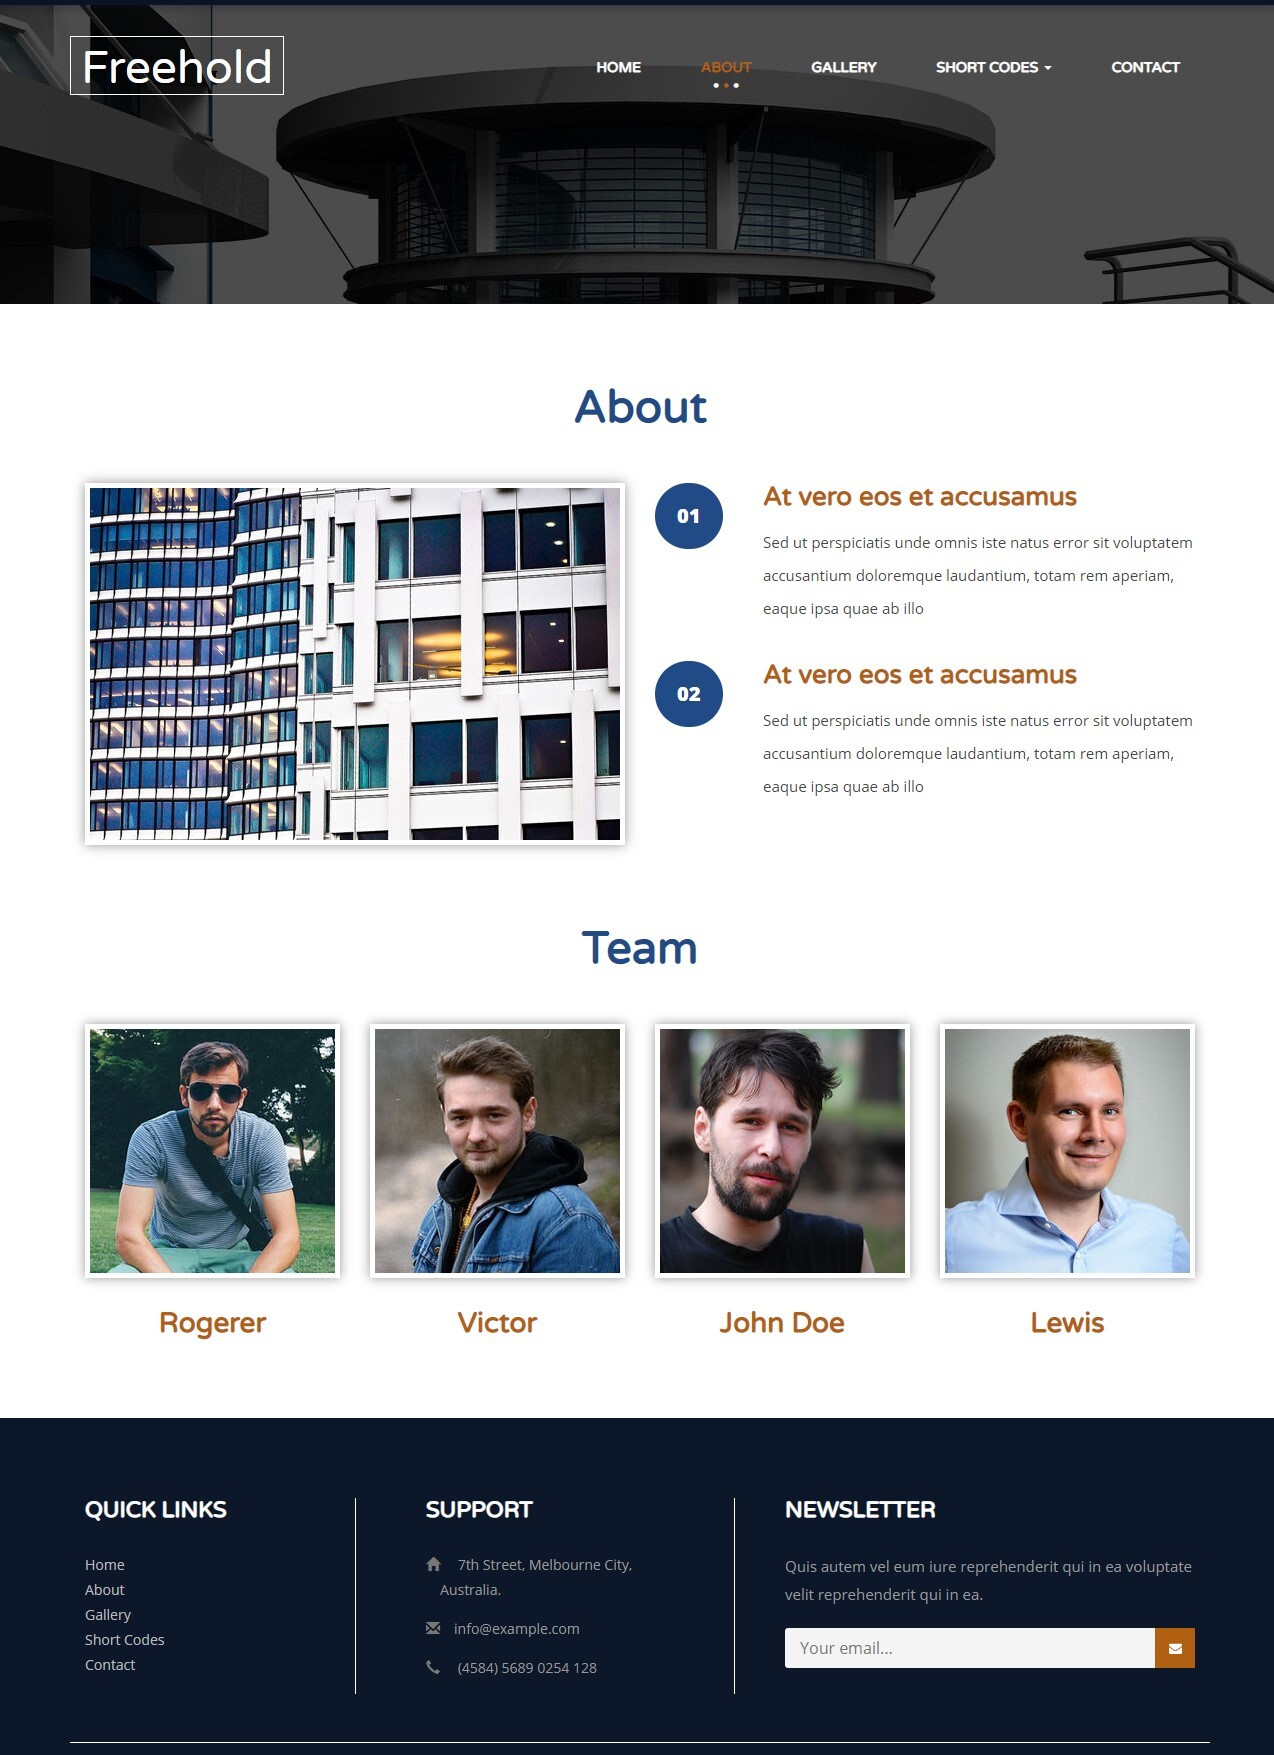 Freehold
HOME ABOUT GALLERY SHORT CODES CONTACT
About
01
At vero eos et accusamus
Sed ut perspiciatis unde omnis iste natus error sit voluptatem
accusantium doloremque laudantium, totam rem aperiam,
eaque ipsa quae ab illo
02
At vero eos et accusamus
Sed ut perspiciatis unde omnis iste natus error sit voluptatem
accusantium doloremque laudantium, totam rem aperiam,
eaque ipsa quae ab illo
Team
Rogerer
Victor
John Doe
Lewis
QUICK LINKS
Home
About
Gallery
Short Codes
Contact
SUPPORT
7th Street, Melbourne City,
Australia.
info@example.com
(4584) 5689 0254 128
NEWSLETTER
Quis autem vel eum iure reprehenderit qui in ea voluptate
velit reprehenderit qui in ea.
Your email...